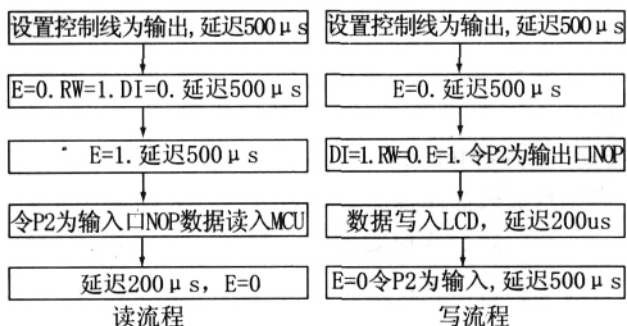 设置控制线为输出,延迟500μs
E=0.RW=1.DI=0.延迟500μs
E=1.延迟500μs
令P2为输入口NOP数据读入MCU
延迟200μs，E=0
读流程
设置控制线为输出,延迟500μs
E=0.延迟500μs
DI=1.RW=0.E=1.令P2为输出口NOP
数据写入LCD，延迟200us
E=0令P2为输入,延迟500μs
写流程